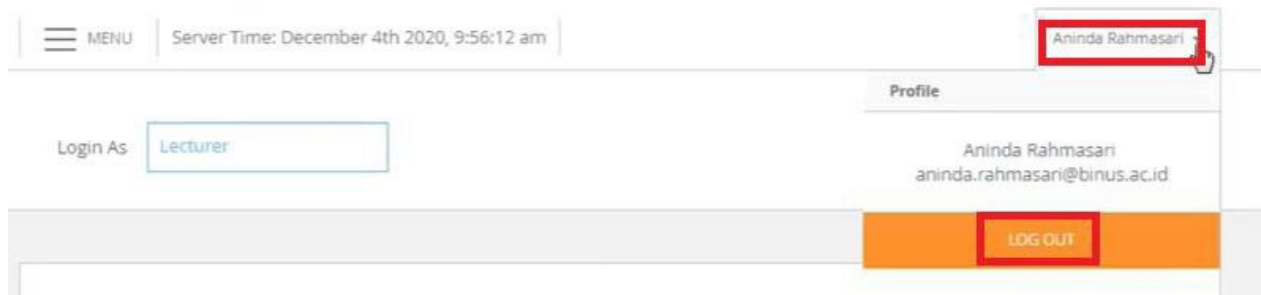 MENU
Server Time: December 4th 2020, 9:56:12 am
Aninda Rahmasari
Profile
Login As
Lecturer
Aninda Rahmasari
aninda.rahmasari@binus.ac.id
LOG OUT